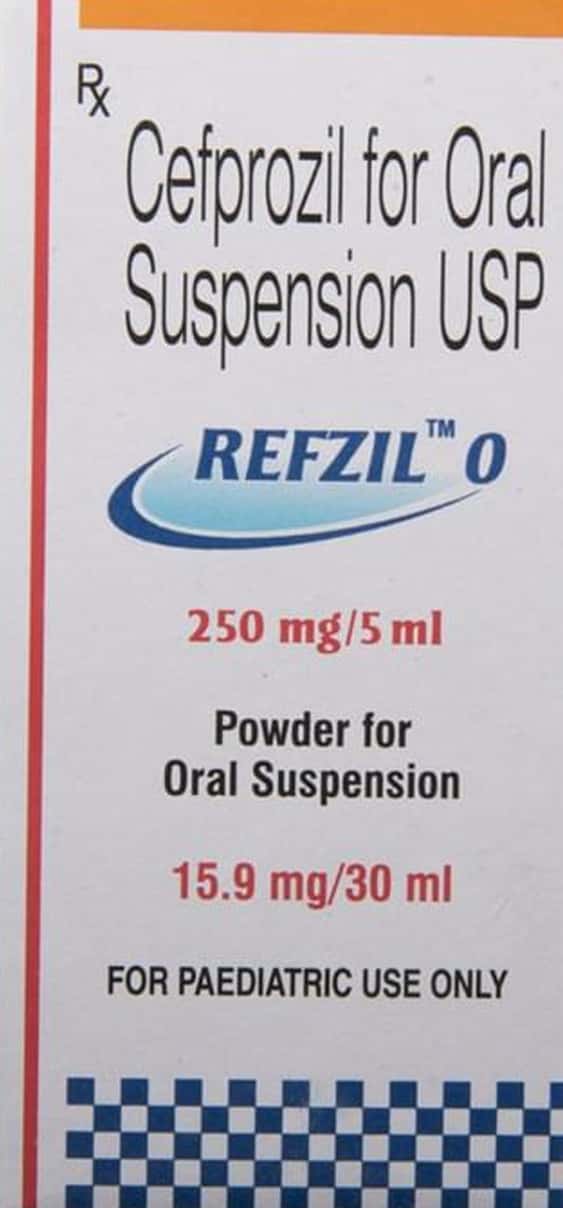 Rx
Cefprozil for Oral
Suspension USP
REFZIL™ O
250 mg/5 ml
Powder for
Oral Suspension
15.9 mg/30 ml
FOR PAEDIATRIC USE ONLY